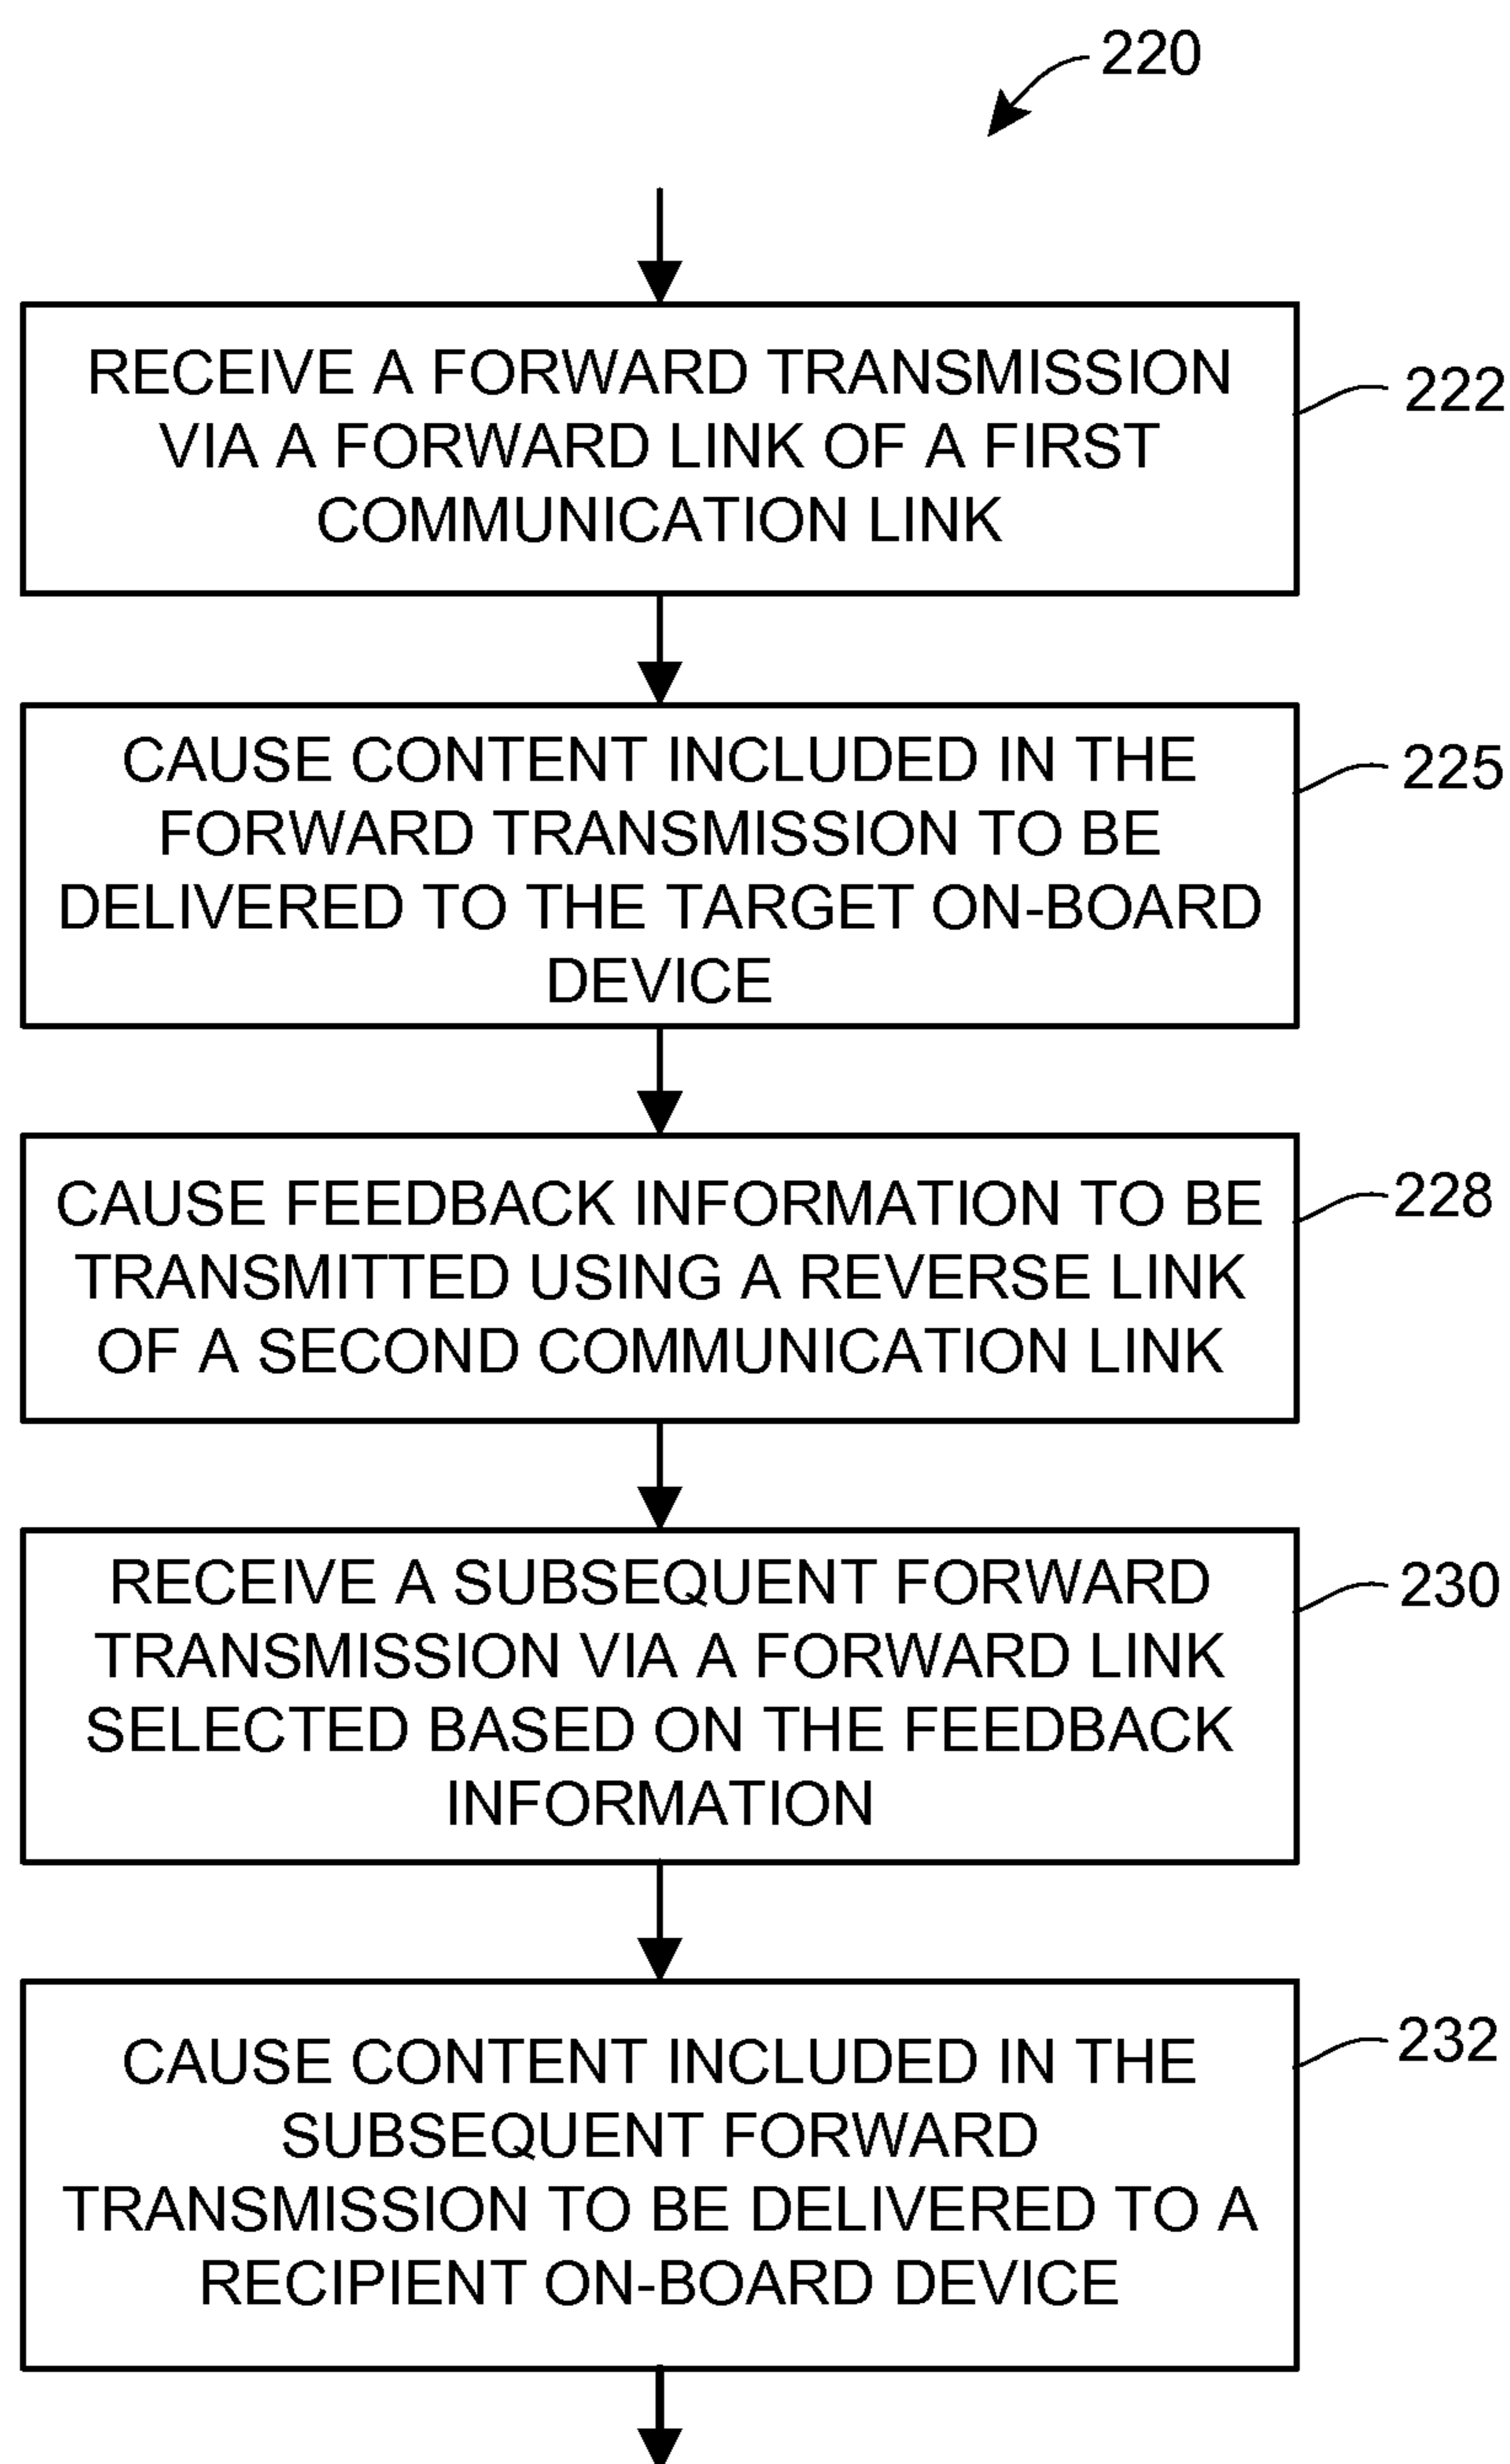 220
RECEIVE A FORWARD TRANSMISSION
VIA A FORWARD LINK OF A FIRST
COMMUNICATION LINK
222
CAUSE CONTENT INCLUDED IN THE
FORWARD TRANSMISSION TO BE
DELIVERED TO THE TARGET ON-BOARD
DEVICE
225
CAUSE FEEDBACK INFORMATION TO BE
TRANSMITTED USING A REVERSE LINK
OF A SECOND COMMUNICATION LINK
228
RECEIVE A SUBSEQUENT FORWARD
TRANSMISSION VIA A FORWARD LINK
SELECTED BASED ON THE FEEDBACK
INFORMATION
230
CAUSE CONTENT INCLUDED IN THE
SUBSEQUENT FORWARD
TRANSMISSION TO BE DELIVERED TO A
RECIPIENT ON-BOARD DEVICE
232